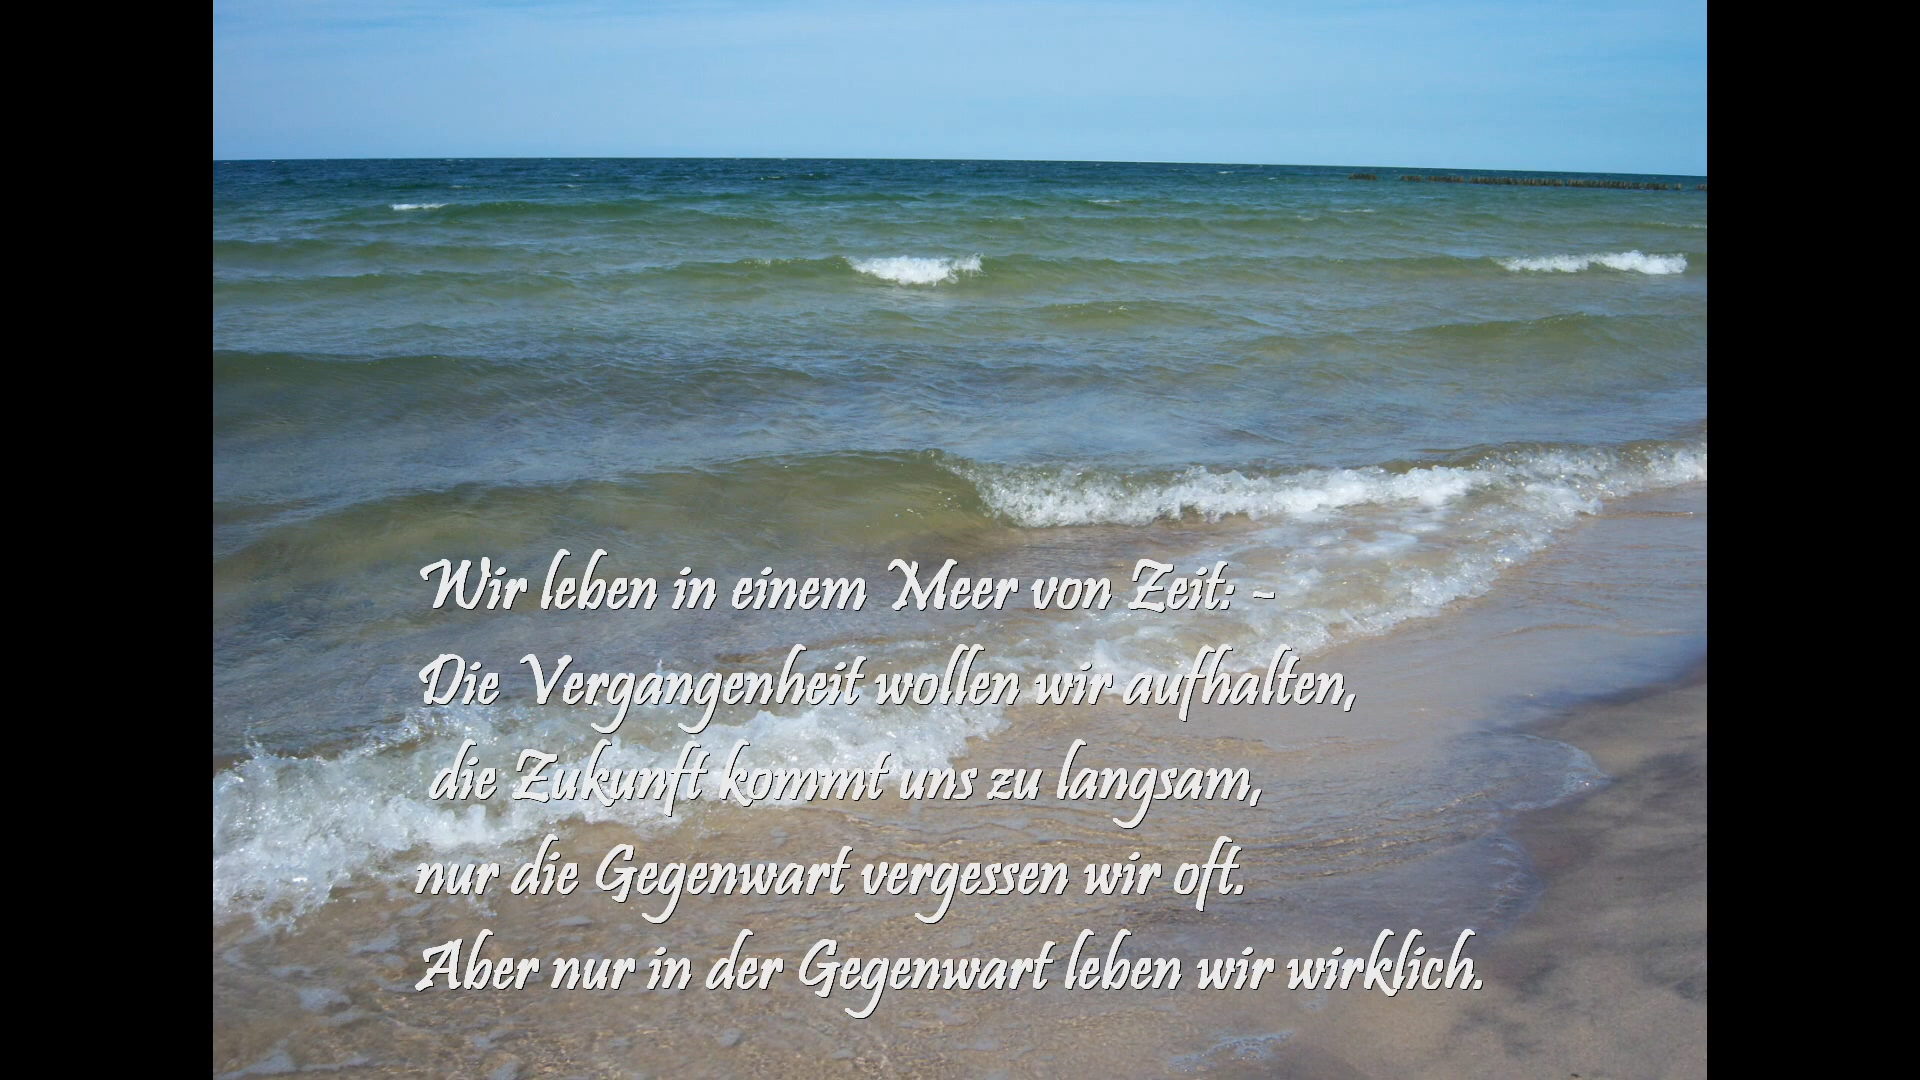 Wir leben in einem Meer von Zeit: -
Die Vergangenheit wollen wir aufhalten,
die Zukunft kommt uns zu langsam,
nur die Gegenwart vergessen wir oft.
Aber nur in der Gegenwart leben wir wirklich.